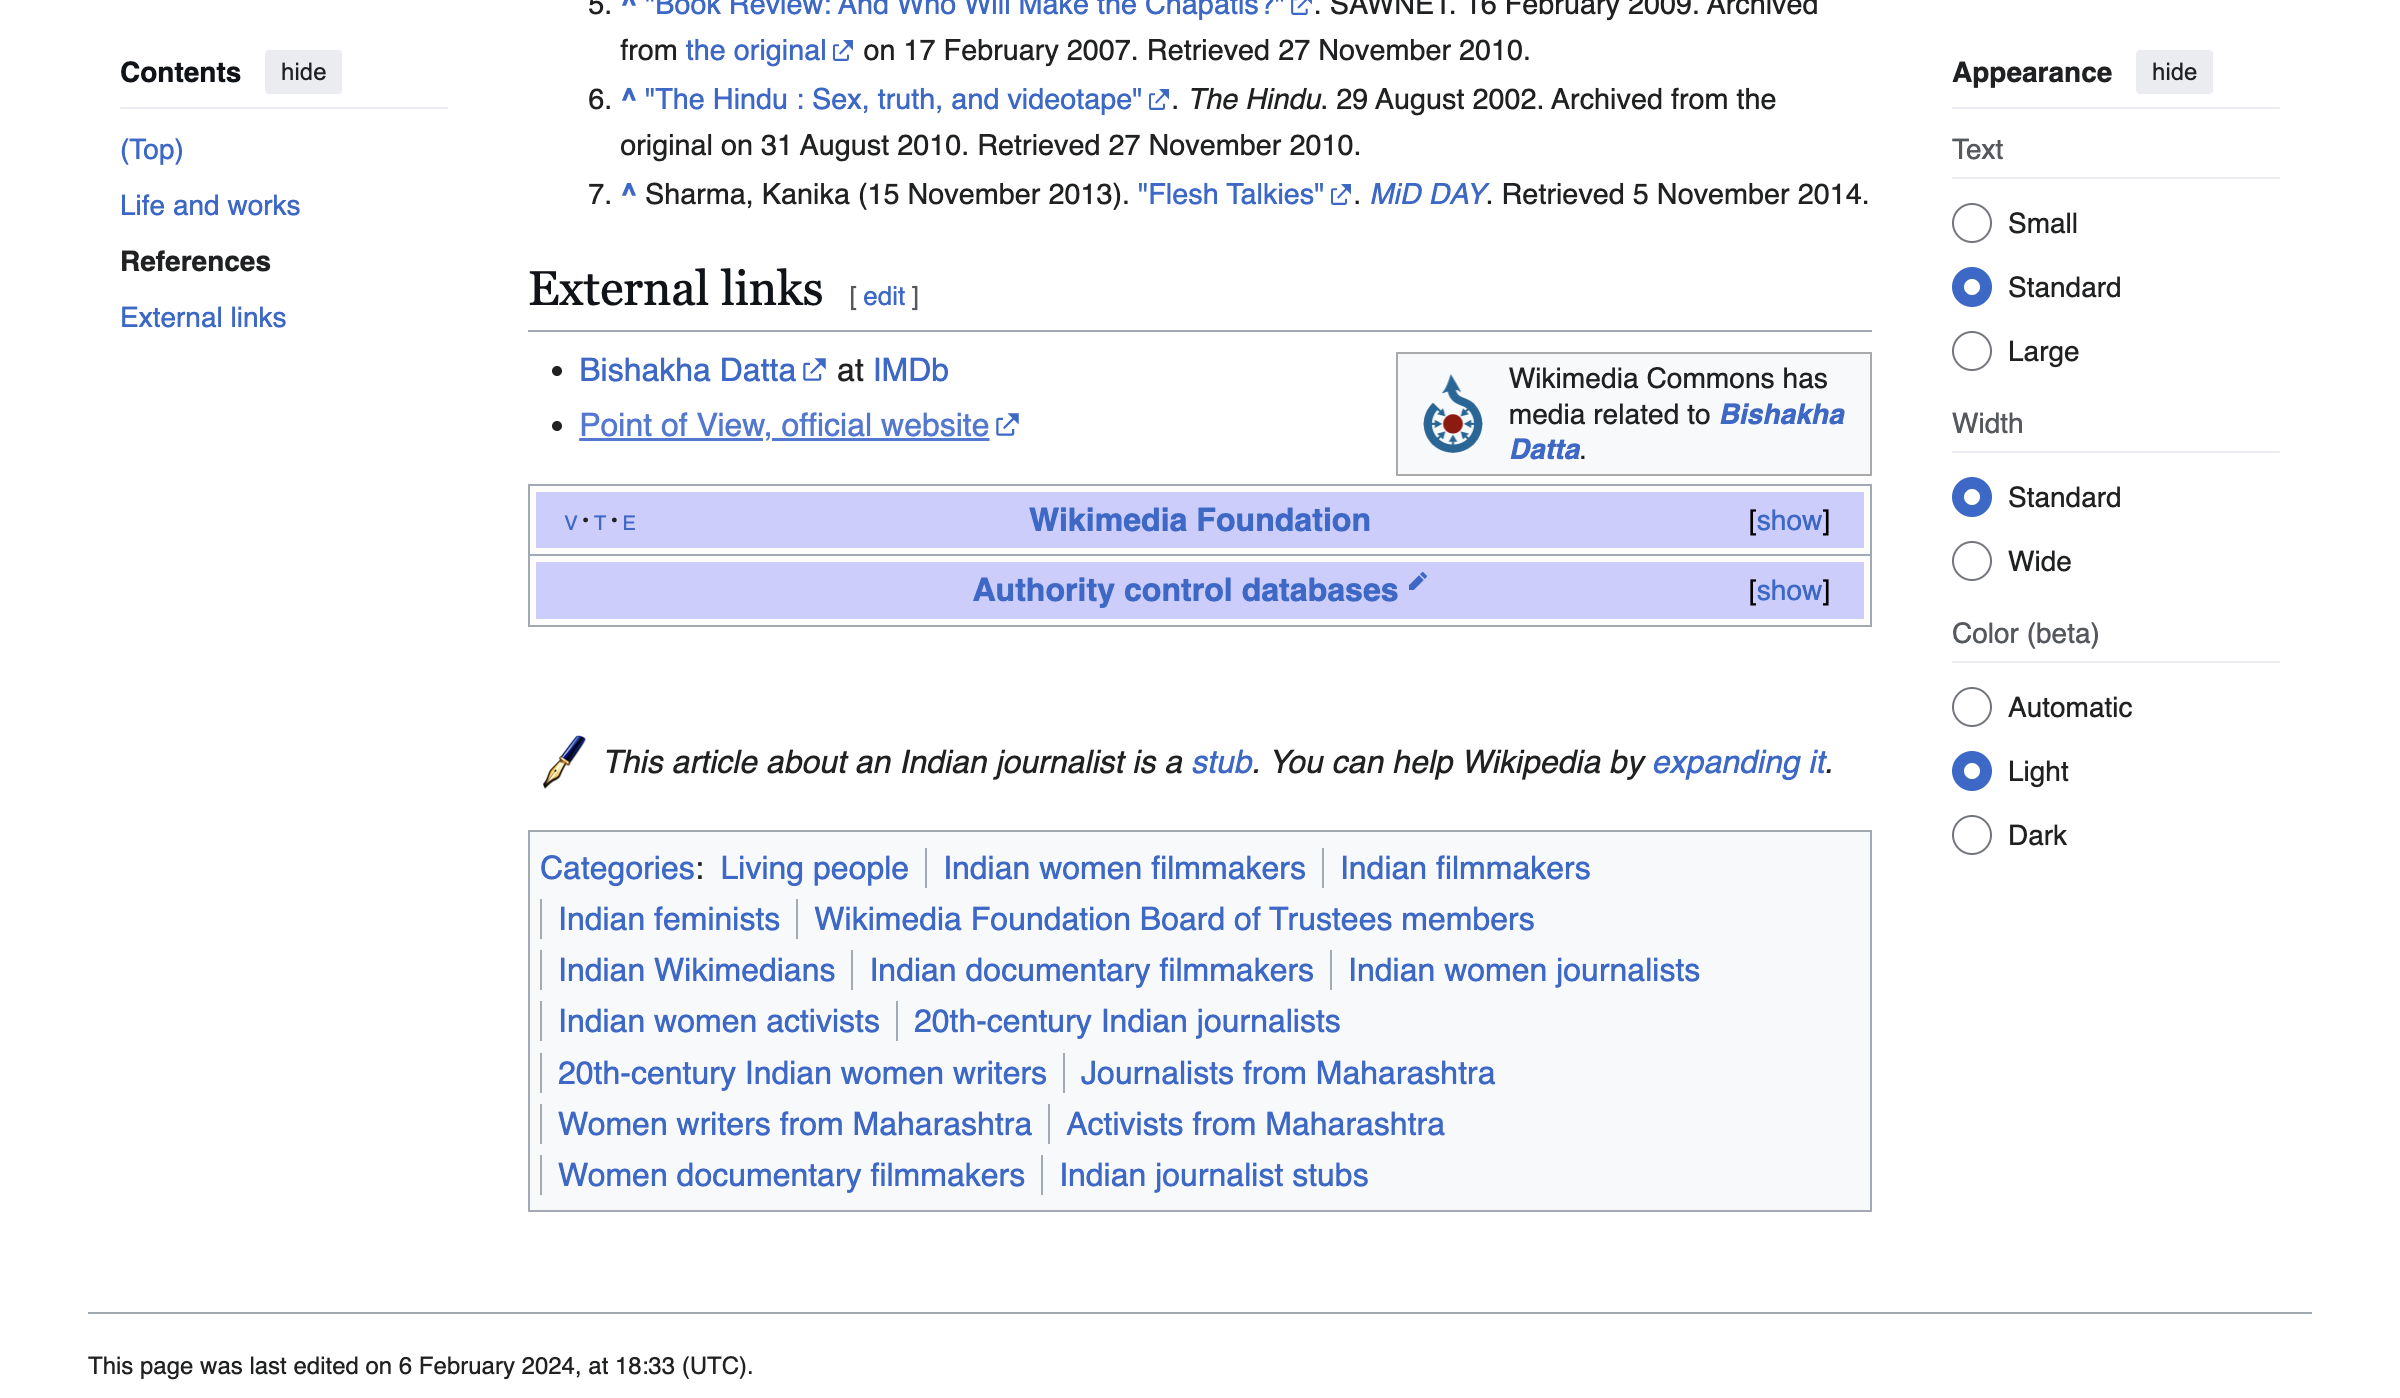 Contents hide
(Top)
Life and works
References
External links
5. ^ "Book Review: And Who Will Make the Chapatis?". SAWNET. 16 February 2009. Archived
from the original on 17 February 2007. Retrieved 27 November 2010.
6. ^ "The Hindu : Sex, truth, and videotape". The Hindu. 29 August 2002. Archived from the
original on 31 August 2010. Retrieved 27 November 2010.
7. ^ Sharma, Kanika (15 November 2013). "Flesh Talkies". MiD DAY. Retrieved 5 November 2014.
External links [ edit ]
• Bishakha Datta at IMDb
• Point of View, official website
Wikimedia Commons has
media related to Bishakha
Datta.
V · T · E Wikimedia Foundation [show]
Authority control databases [show]
This article about an Indian journalist is a stub. You can help Wikipedia by expanding it.
Categories: Living people | Indian women filmmakers | Indian filmmakers
| Indian feminists | Wikimedia Foundation Board of Trustees members
| Indian Wikimedians | Indian documentary filmmakers | Indian women journalists
| Indian women activists | 20th-century Indian journalists
| 20th-century Indian women writers | Journalists from Maharashtra
| Women writers from Maharashtra | Activists from Maharashtra
| Women documentary filmmakers | Indian journalist stubs
Appearance hide
Text
Small
Standard
Large
Width
Standard
Wide
Color (beta)
Automatic
Light
Dark
This page was last edited on 6 February 2024, at 18:33 (UTC).